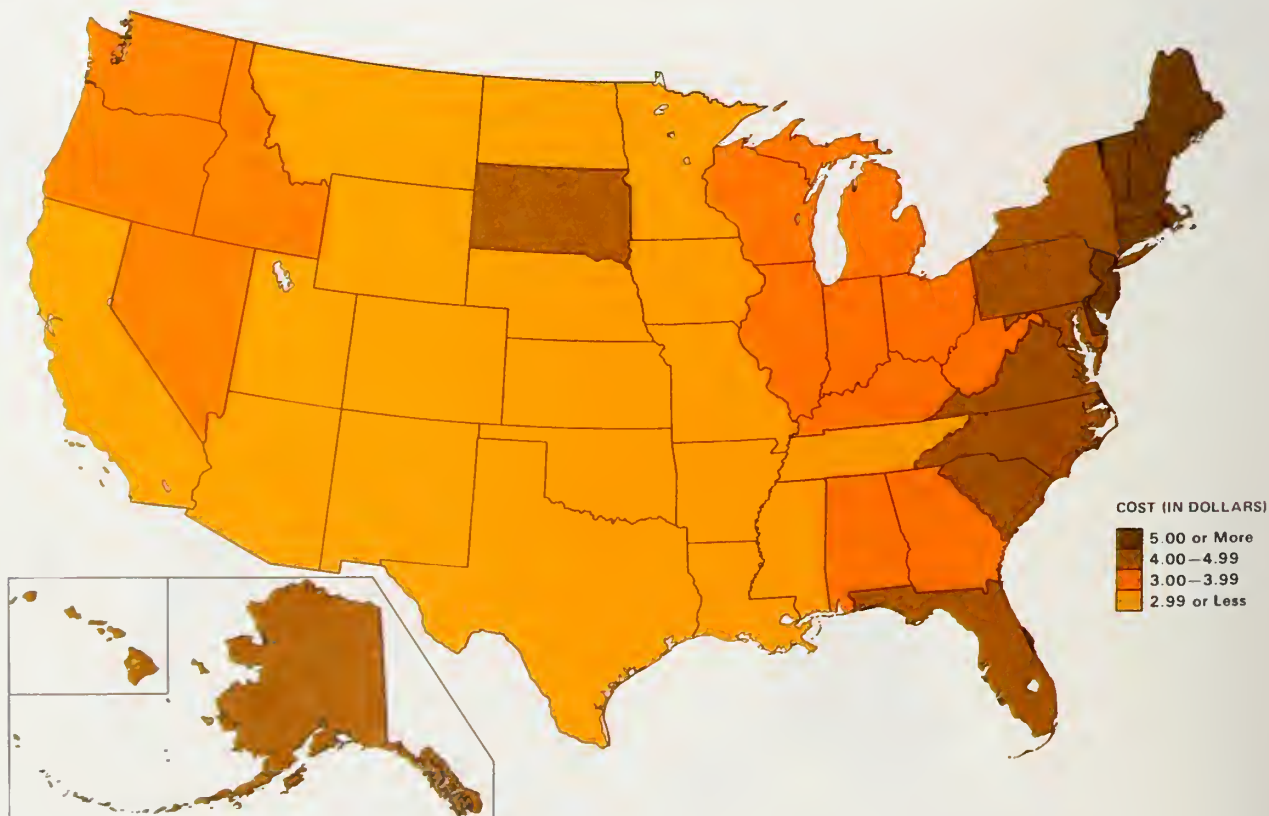 COST (IN DOLLARS)
5.00 or More
4.00—4.99
3.00—3.99
2.99 or Less